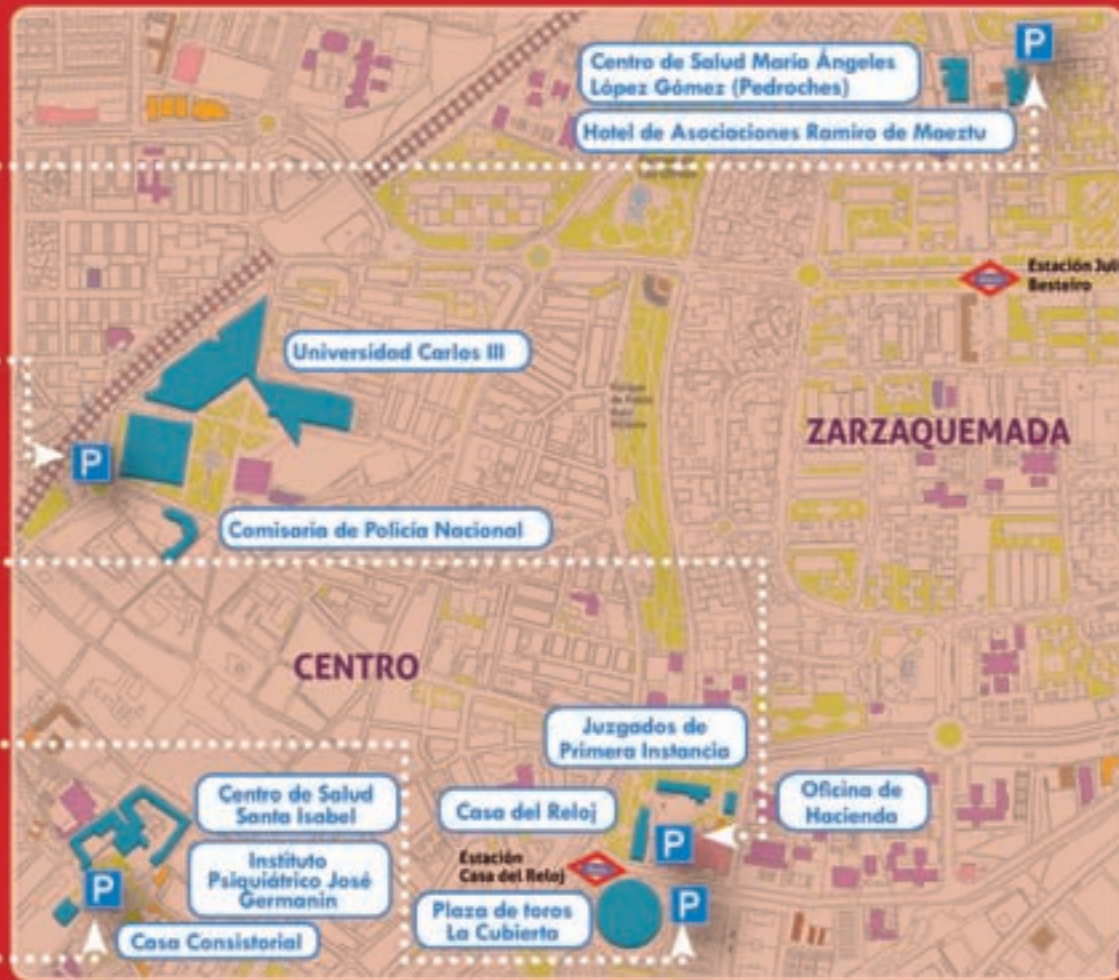 P
Centro de Salud María Ángeles
López Gómez (Pedroches)
Hotel de Asociaciones Ramiro de Maeztu
Estación Juli
Besteiro
Universidad Carlos III
ZARZAQUEMADA
P
Comisaría de Policía Nacional
CENTRO
Juzgados de
Primera Instancia
Centro de Salud
Santa Isabel
Casa del Reloj
Oficina de
Hacienda
P
Instituto
Psiquiátrico José
Germanín
Estación
Casa del Reloj
P
Plaza de toros
La Cubierta
P
Casa Consistorial